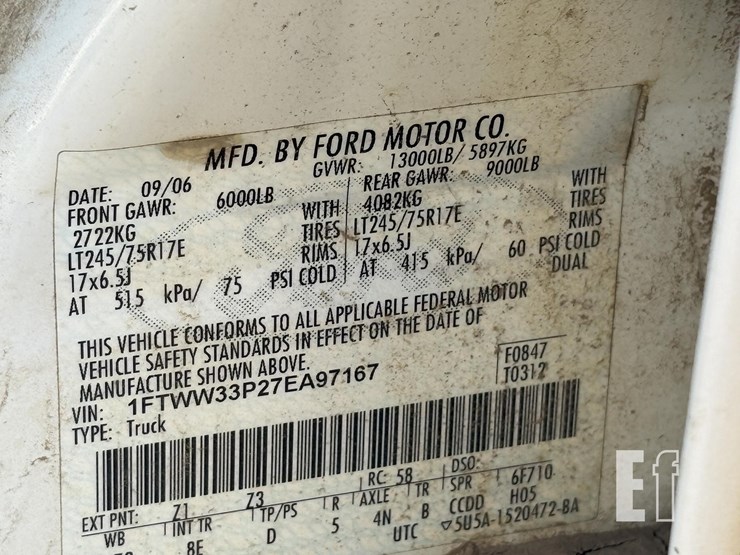 MFD. BY FORD MOTOR CO.
DATE: 09/06 GVWR: 13000LB/ 5897KG
FRONT GAWR: 6000LB REAR GAWR: 9000LB
2722KG WITH 4082KG WITH
LT245/75R17E TIRES LT245/75R17E TIRES
17x6.5J RIMS 17x6.5J RIMS
AT 515 kPa/ 75 PSI COLD AT 415 kPa/ 60 PSI COLD
DUAL
THIS VEHICLE CONFORMS TO ALL APPLICABLE FEDERAL MOTOR
VEHICLE SAFETY STANDARDS IN EFFECT ON THE DATE OF
MANUFACTURE SHOWN ABOVE.
F0847
VIN: 1FTWW33P27EA97167
T0312
TYPE: Truck
EXT PNT: Z1 Z3 RC: 58 DSO:
WB INT TR TP/PS R AXLE TR SPR 6F710
8E D 5 4N B CCDD H05
UTC ▽5U5A-1520472-BA
Ef